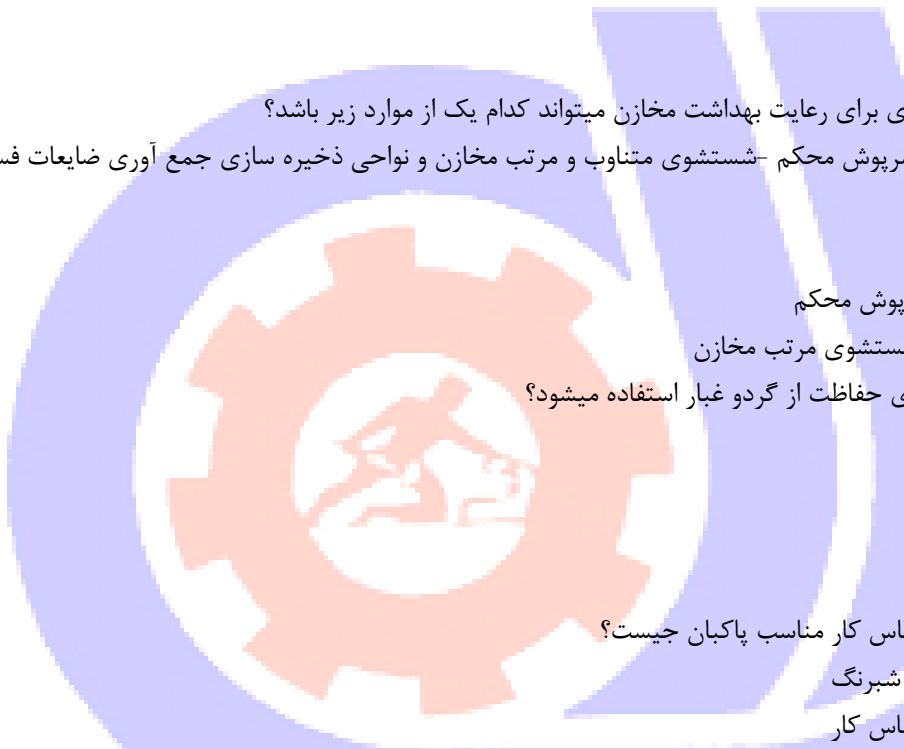 ی برای رعایت بهداشت مخازن میتواند کدام یک از موارد زیر باشد؟
سرپوش محکم -شستشوی متناوب و مرتب مخازن و نواحی ذخیره سازی جمع آوری ضایعات
پوش محکم
ستشوی مرتب مخازن
ی حفاظت از گردو غبار استفاده میشود؟
اس کار مناسب پاکبان جیست؟
شبرنگ
اس کار